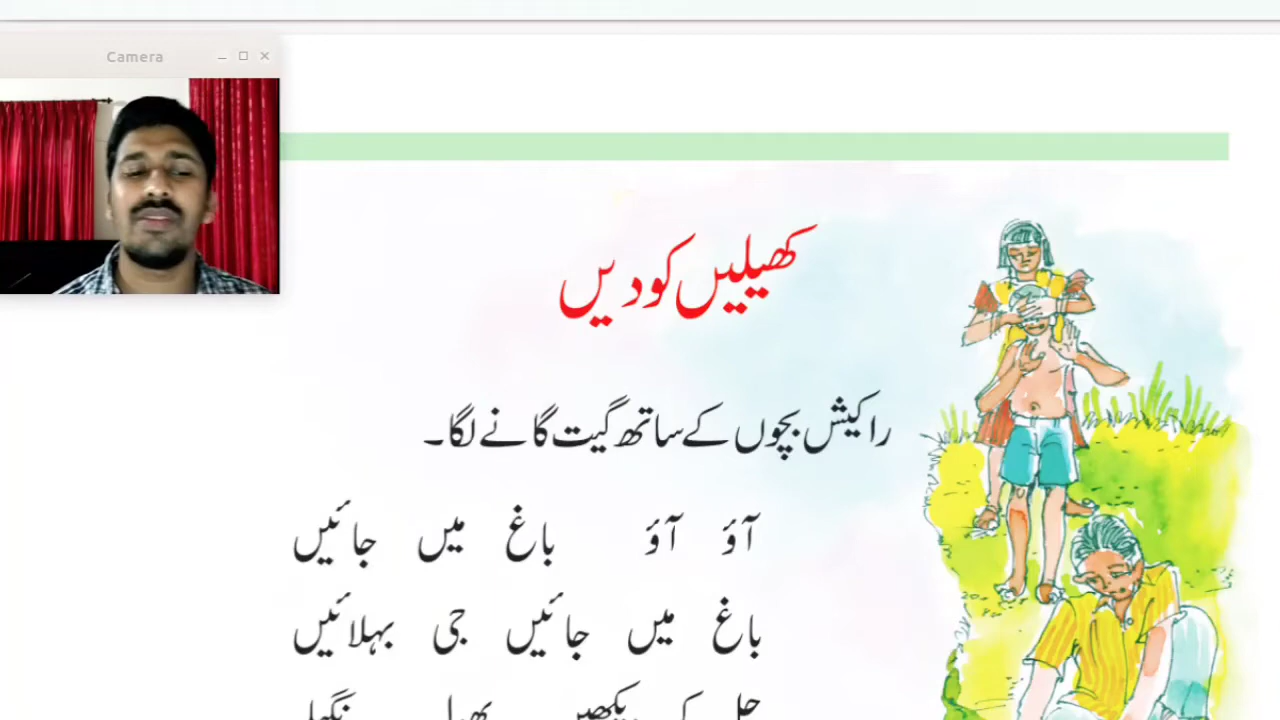 Camera
کھیلیں کودیں
راکیش بچوں کے ساتھ گیت گانے لگا۔
آؤ آؤ باغ میں جائیں
باغ میں جائیں جی بہلائیں